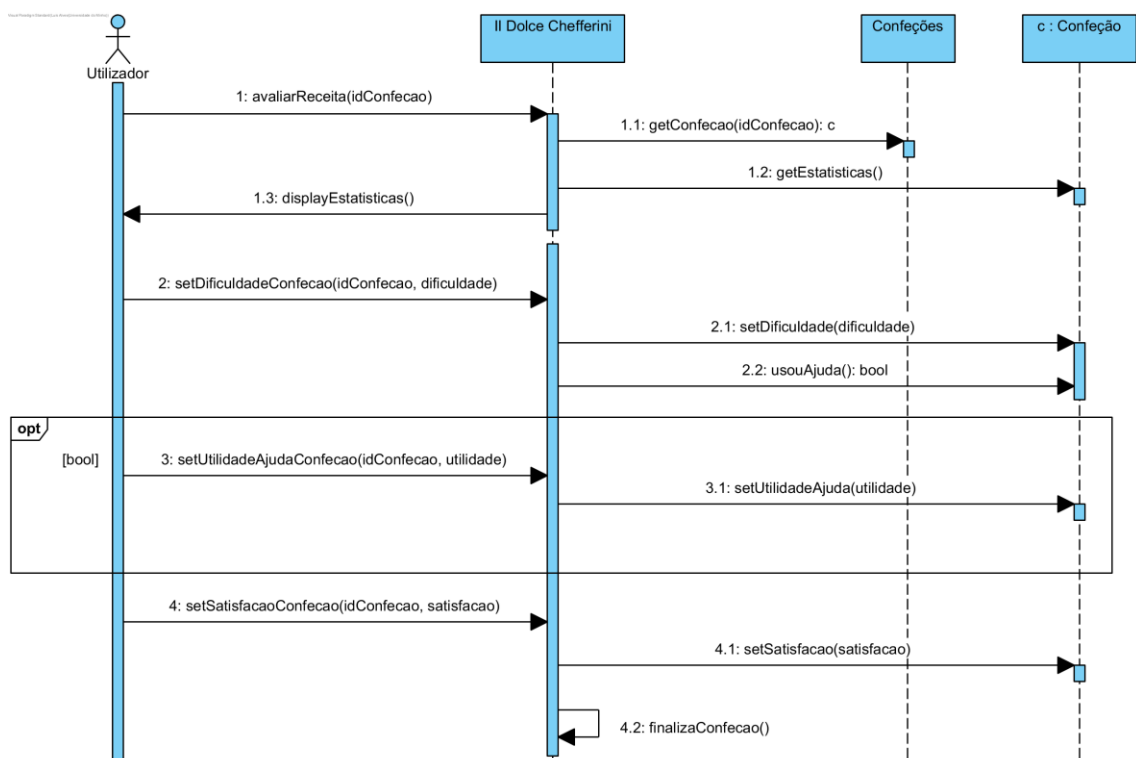 Il Dolce Chefferini
Confeções
c : Confeção
Utilizador
1: avaliarReceita(idConfecao)
1.1: getConfecao(idConfecao): c
1.2: getEstatisticas()
1.3: displayEstatisticas()
2: setDificuldadeConfecao(idConfecao, dificuldade)
2.1: setDificuldade(dificuldade)
2.2: usouAjuda(): bool
opt
[bool]
3: setUtilidadeAjudaConfecao(idConfecao, utilidade)
3.1: setUtilidadeAjuda(utilidade)
4: setSatisfacaoConfecao(idConfecao, satisfacao)
4.1: setSatisfacao(satisfacao)
4.2: finalizaConfecao()